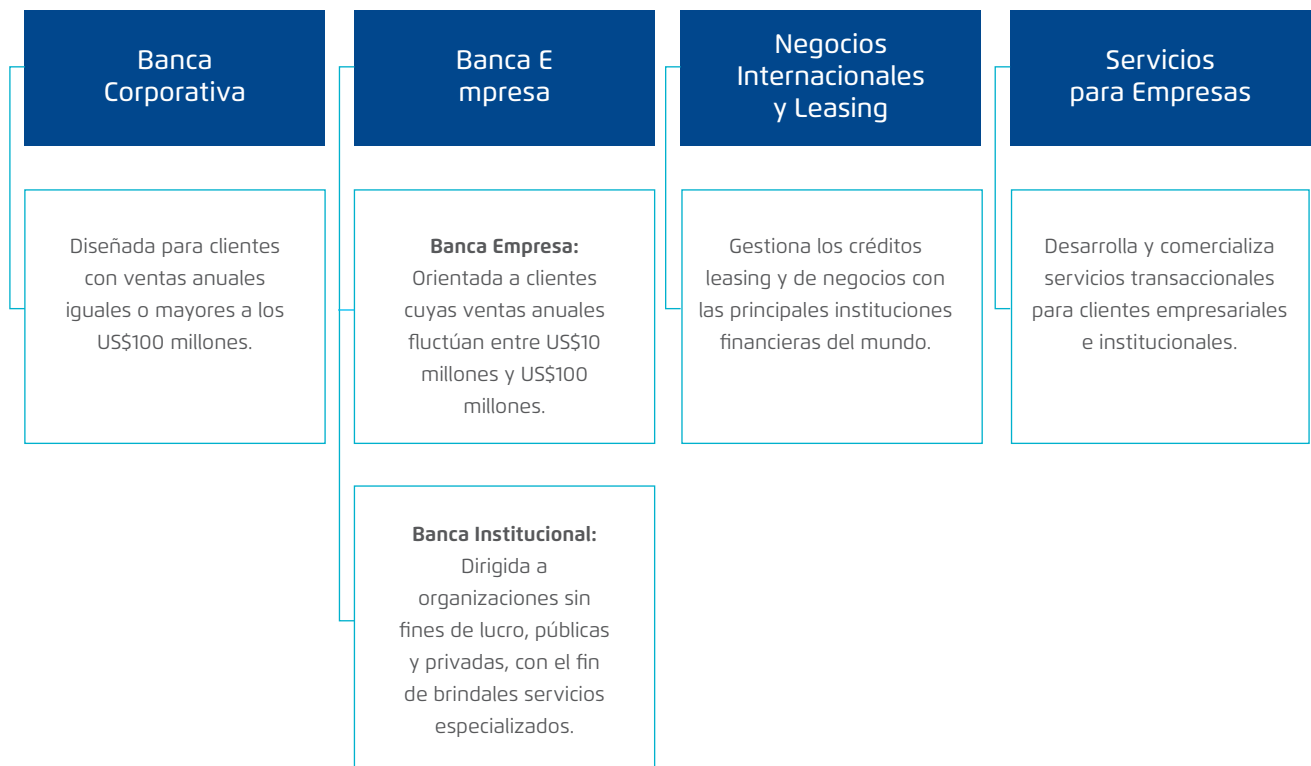 Banca
Corporativa
Diseñada para clientes
con ventas anuales
iguales o mayores a los
US$100 millones.
Banca E
mpresa
Banca Empresa:
Orientada a clientes
cuyas ventas anuales
fluctúan entre US$10
millones y US$100
millones.
Banca Institucional:
Dirigida a
organizaciones sin
fines de lucro, públicas
y privadas, con el fin
de brindales servicios
especializados.
Negocios
Internacionales
y Leasing
Gestiona los créditos
leasing y de negocios con
las principales instituciones
financieras del mundo.
Servicios
para Empresas
Desarrolla y comercializa
servicios transaccionales
para clientes empresariales
e institucionales.